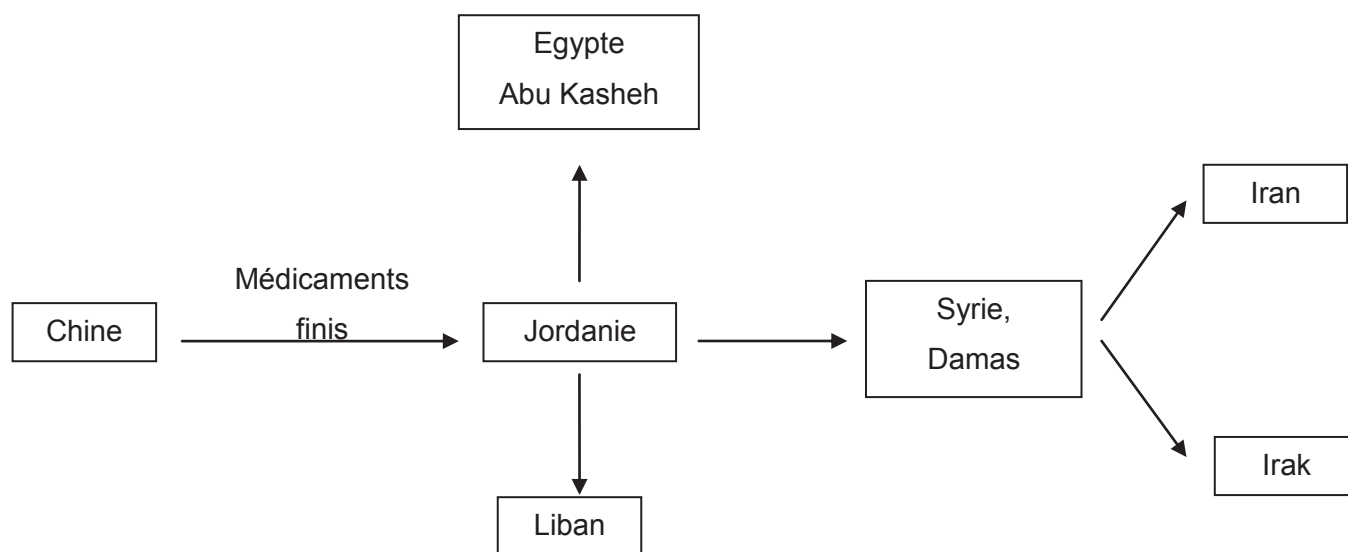 Egypte
Abu Kasheh
Iran
Médicaments
finis
Chine
Jordanie
Syrie,
Damas
Irak
Liban